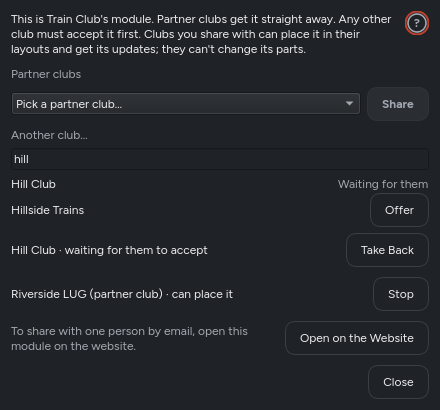 This is Train Club's module. Partner clubs get it straight away. Any other
club must accept it first. Clubs you share with can place it in their
layouts and get its updates; they can't change its parts.
?
Partner clubs
Pick a partner club...
Share
Another club...
hill
Hill Club
Waiting for them
Hillside Trains
Offer
Hill Club · waiting for them to accept
Take Back
Riverside LUG (partner club) · can place it
Stop
To share with one person by email, open this
module on the website.
Open on the Website
Close